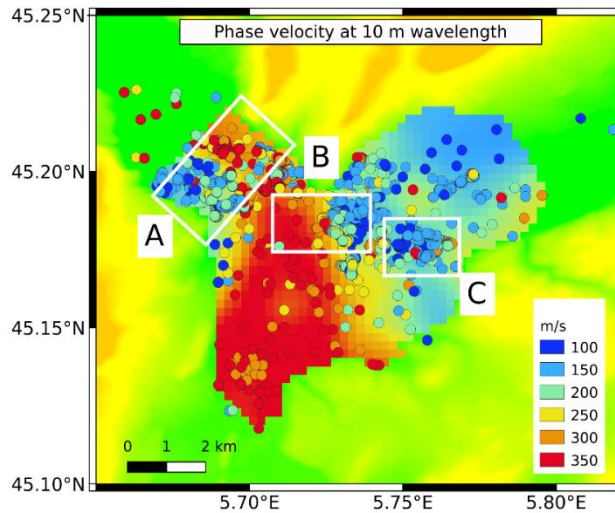 Phase velocity at 10 m wavelength
45.25°N
45.20°N
45.15°N
45.10°N
A
B
C
m/s
100
150
200
250
300
350
0 1 2 km
5.70°E 5.75°E 5.80°E